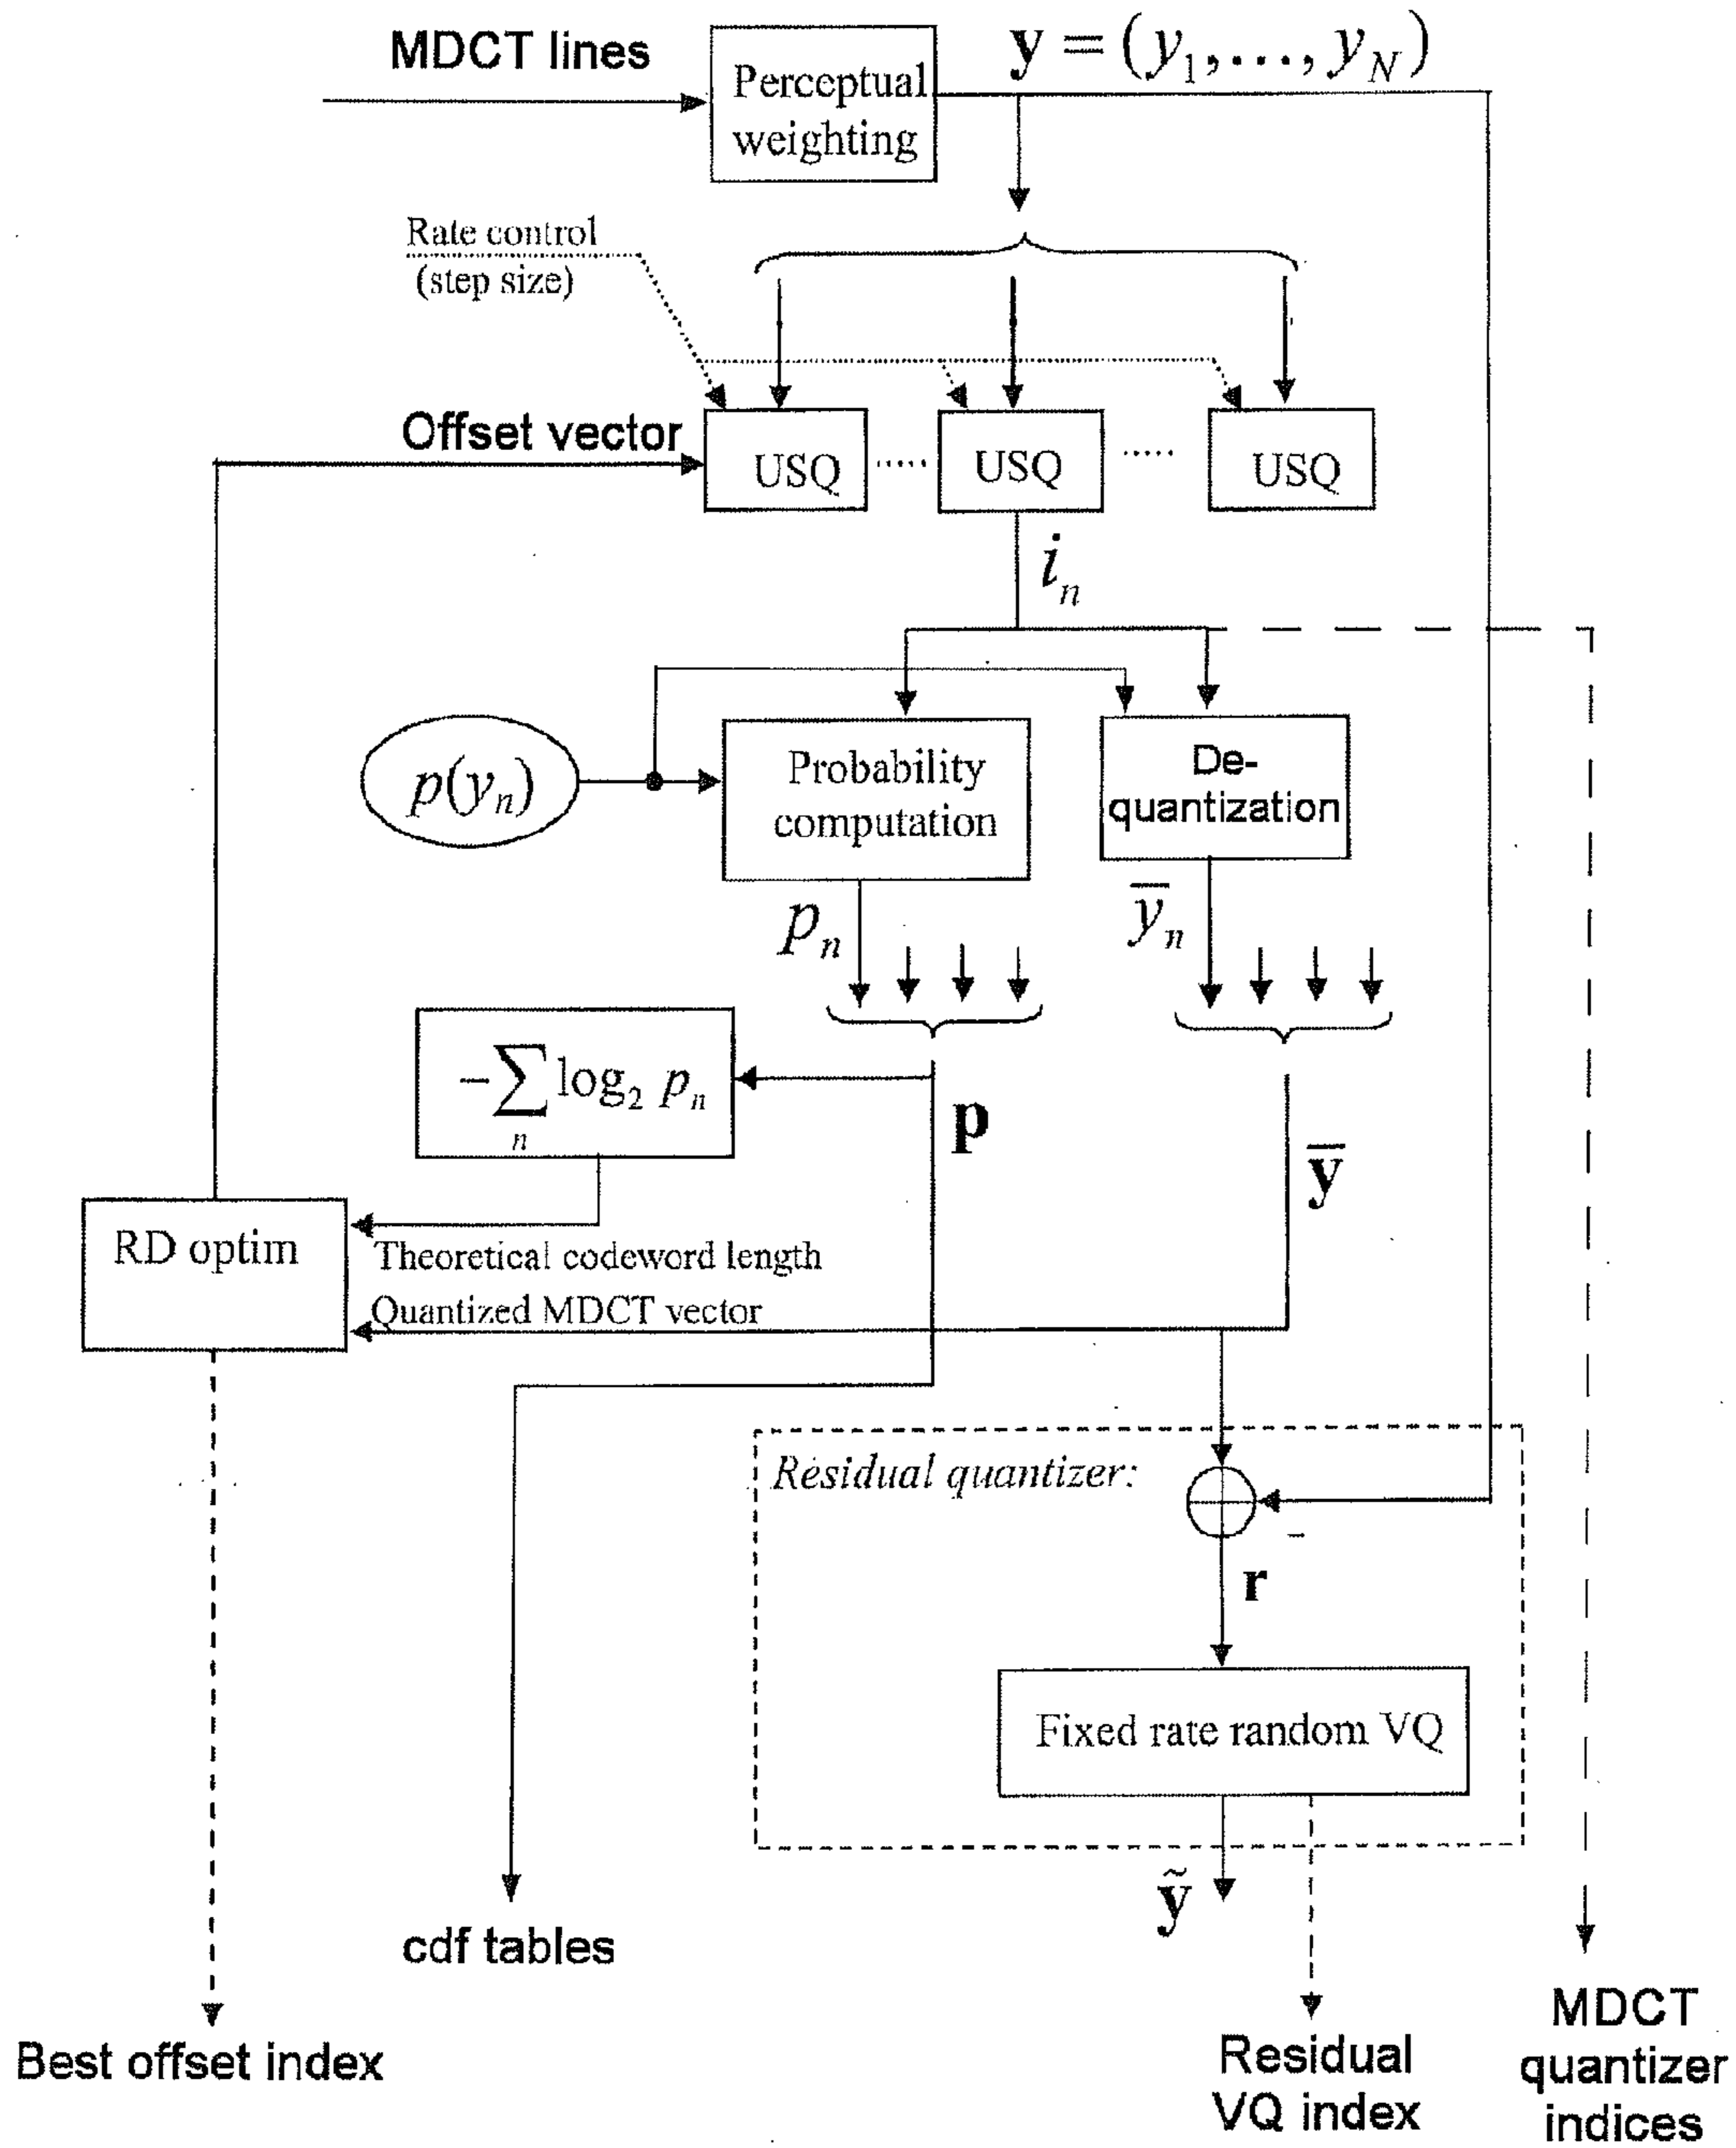 MDCT lines
Perceptual
weighting
y = (y₁,…, y_N)
Rate control
(step size)
Offset vector
USQ ..... USQ ..... USQ
iₙ
p(yₙ)
Probability
computation
De-
quantization
pₙ
y̅ₙ
−∑ₙ log₂ pₙ
p
y̅
RD optim
Theoretical codeword length
Quantized MDCT vector
Residual quantizer:
−
r
Fixed rate random VQ
ỹ
cdf tables
Best offset index
Residual
VQ index
MDCT
quantizer
indices